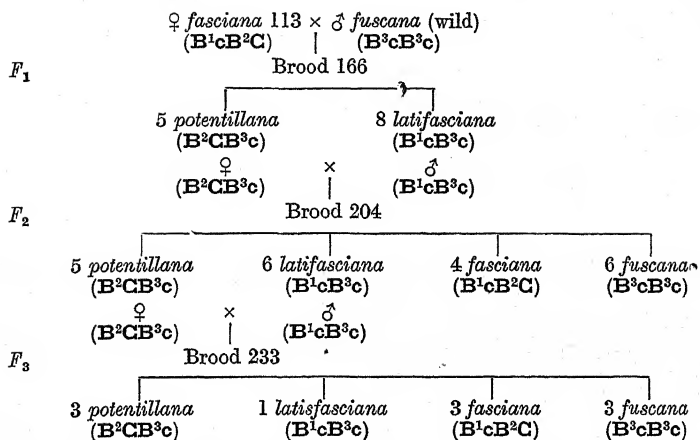 ♀ fasciana 113 × ♂ fuscana (wild)
(B¹cB²C) (B³cB³c)
F₁ Brood 166
5 potentillana 8 latifasciana
(B²CB³c) (B¹cB³c)
♀ × ♂
(B²CB³c) (B¹cB³c)
F₂ Brood 204
5 potentillana 6 latifasciana 4 fasciana 6 fuscana
(B²CB³c) (B¹cB³c) (B¹cB²C) (B³cB³c)
♀ × ♂
(B²CB³c) (B¹cB³c)
F₃ Brood 233
3 potentillana 1 latisfasciana 3 fasciana 3 fuscana
(B²CB³c) (B¹cB³c) (B¹cB²C) (B³cB³c)